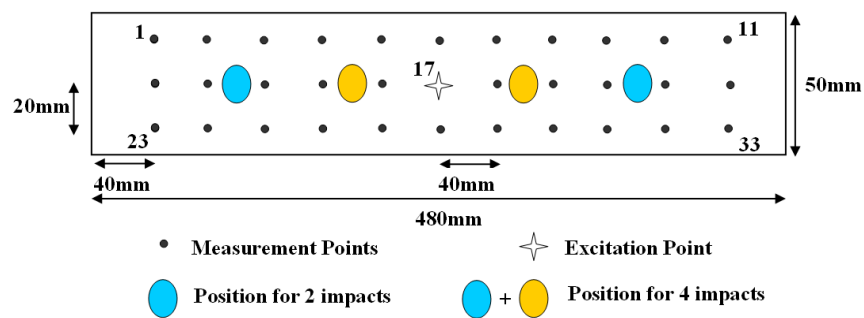 1
11
17
20mm
50mm
23
33
40mm
40mm
480mm
Measurement Points
Excitation Point
Position for 2 impacts
+
Position for 4 impacts